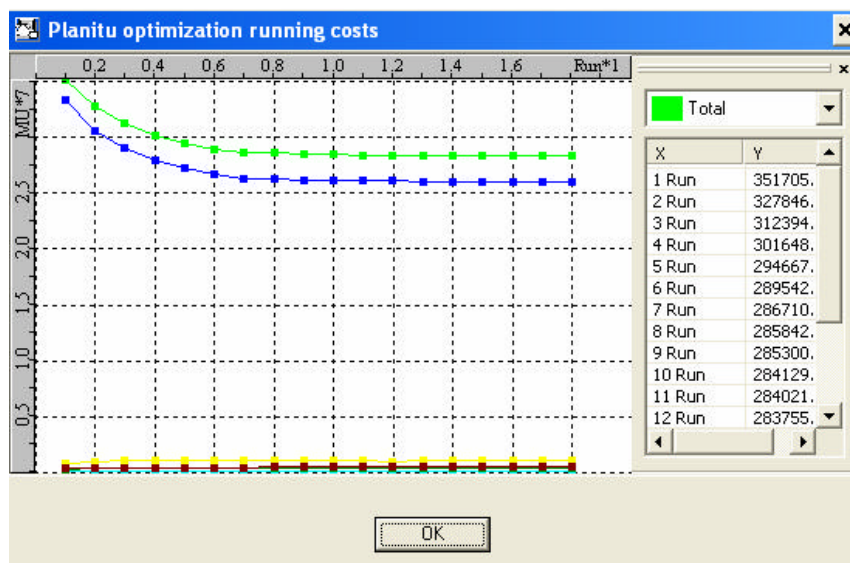 Planitu optimization running costs
0.2 0.4 0.6 0.8 1.0 1.2 1.4 1.6 Run*1
MU*7
2,5
2,0
1,5
1,0
0,5
Total
X Y
1 Run 351705.
2 Run 327846.
3 Run 312394.
4 Run 301648.
5 Run 294667.
6 Run 289542.
7 Run 286710.
8 Run 285842.
9 Run 285300.
10 Run 284129.
11 Run 284021.
12 Run 283755.
OK